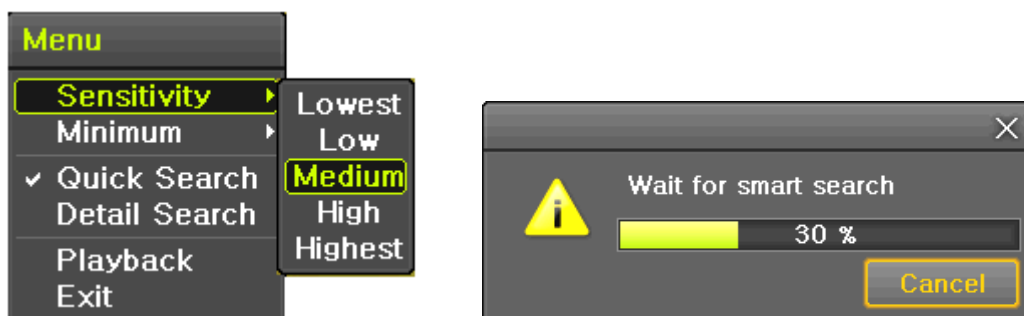 Menu
Sensitivity
Minimum
✓ Quick Search
Detail Search
Playback
Exit
Lowest
Low
Medium
High
Highest
Wait for smart search
30 %
Cancel